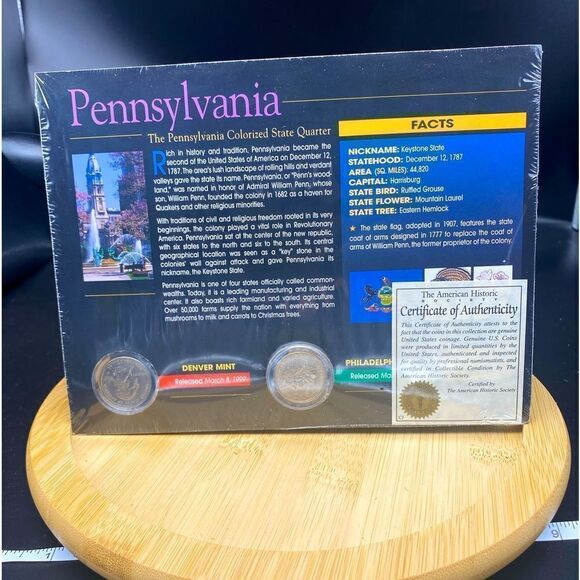 Pennsylvania
The Pennsylvania Colorized State Quarter
Rich in history and tradition, Pennsylvania became the
second of the United States of America on December 12,
1787. The area's lush landscape of rolling hills and verdant
valleys gave the state its name. Pennsylvania, or "Penn's wood-
land," was named in honor of Admiral William Penn, whose
son, William Penn, founded the colony in 1682 as a haven for
Quakers and other religious minorities.
With traditions of civil and religious freedom rooted in its very
beginnings, the colony played a vital role in Revolutionary
America. Pennsylvania sat at the center of the new republic,
with six states to the north and six to the south. Its central
geographical location was seen as a "key" stone in the
colonies' wall against attack and gave Pennsylvania its
nickname, the Keystone State.
Pennsylvania is one of four states officially called common-
wealths. Today, it is a leading manufacturing and industrial
center. It also boasts rich farmland and varied agriculture.
Over 50,000 farms supply the nation with everything from
mushrooms to milk and carrots to Christmas trees.
FACTS
NICKNAME: Keystone State
STATEHOOD: December 12, 1787
AREA (SQ. MILES): 44,820
CAPITAL: Harrisburg
STATE BIRD: Ruffled Grouse
STATE FLOWER: Mountain Laurel
STATE TREE: Eastern Hemlock
★ The state flag, adopted in 1907, features the state
coat of arms designed in 1777 to replace the coat of
arms of William Penn, the former proprietor of the colony.
DENVER MINT
Released March 8, 1999
PHILADELPH
Released Ma
The American Historic
SOCIETY
Certificate of Authenticity
This Certificate of Authenticity attests to the
fact that the coins in this collection are genuine
United States coinage. Genuine U.S. Coins
were produced in limited quantities by the
United States, authenticated and inspected
for quality by professional numismatists, and
certified in Collectible Condition by The
American Historic Society.
Certified by
The American Historic Society
9